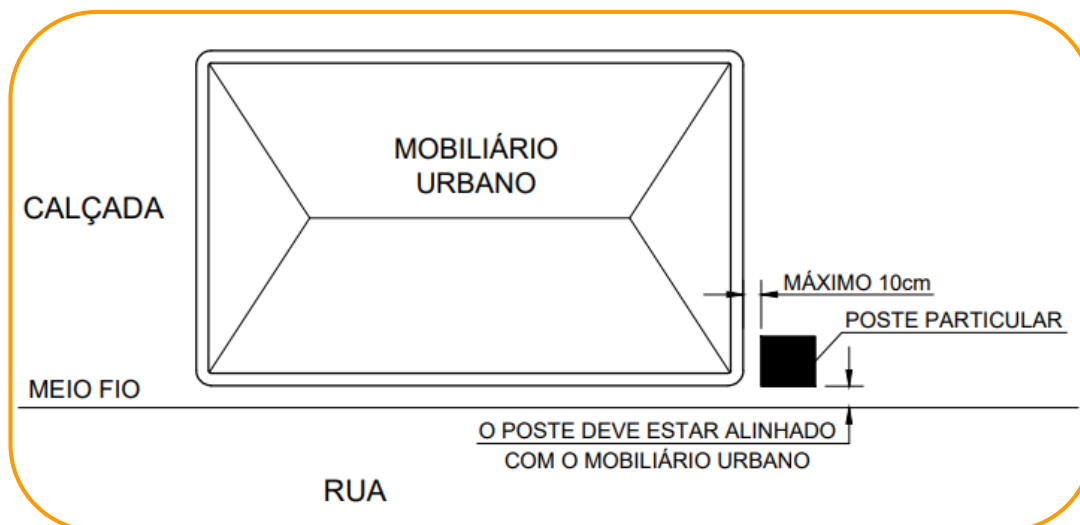 MOBILIÁRIO
URBANO
CALÇADA
MÁXIMO 10cm
POSTE PARTICULAR
MEIO FIO
O POSTE DEVE ESTAR ALINHADO
COM O MOBILIÁRIO URBANO
RUA